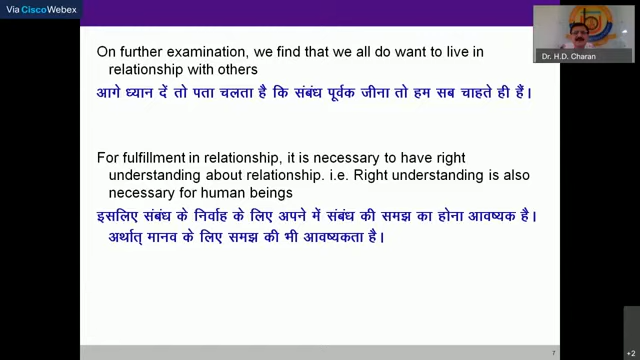 Via Cisco Webex
On further examination, we find that we all do want to live in
relationship with others
आगे ध्यान दें तो पता चलता है कि संबंध पूर्वक जीना तो हम सब चाहते ही हैं।
For fulfillment in relationship, it is necessary to have right
understanding about relationship. i.e. Right understanding is also
necessary for human beings
इसलिए संबंध के निर्वाह के लिए अपने में संबंध की समझ का होना आवष्यक है।
अर्थात् मानव के लिए समझ की भी आवष्यकता है।
Dr. H.D. Charan
7
+2